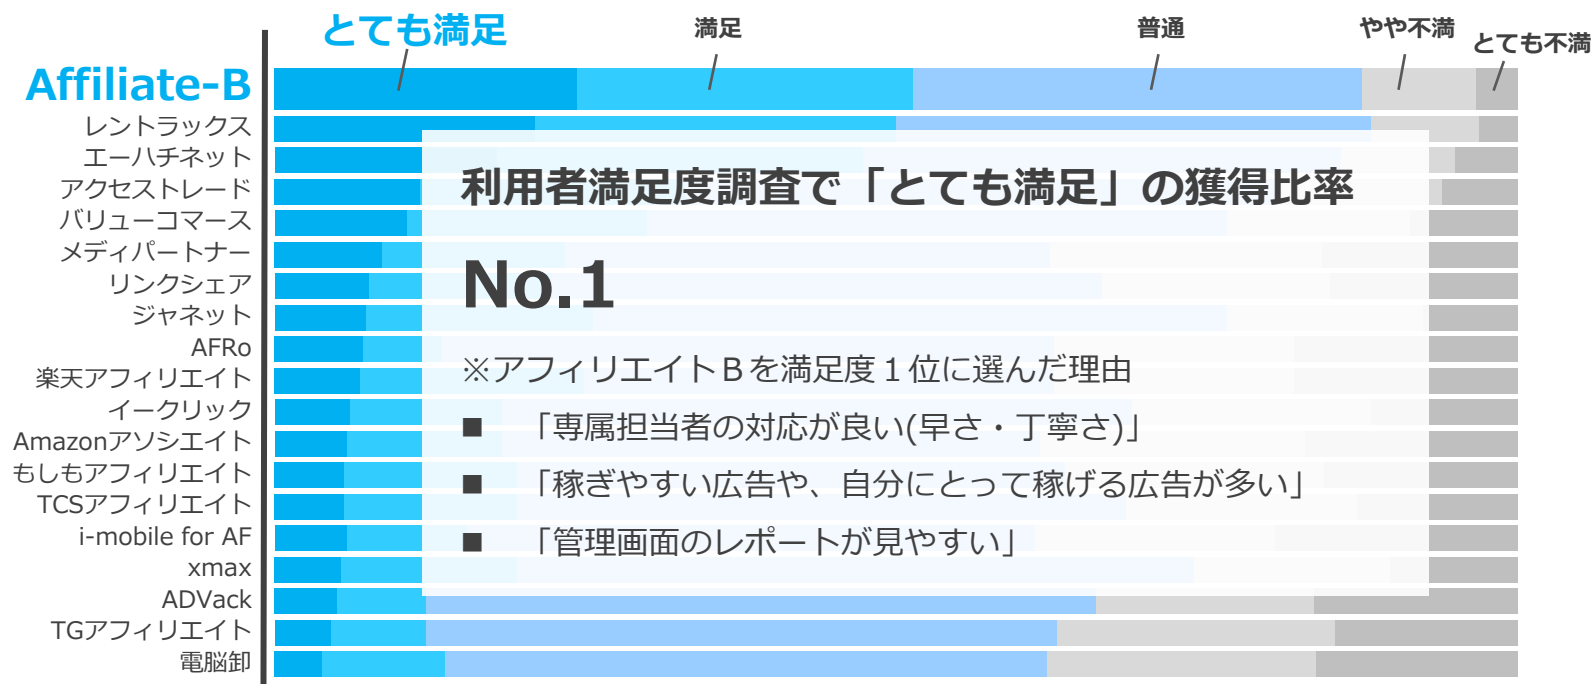 とても満足
満足
普通
やや不満
とても不満
Affiliate-B
レントラックス
エーハチネット
アクセストレード
バリューコマース
メディパートナー
リンクシェア
ジャネット
AFRo
楽天アフィリエイト
イークリック
Amazonアソシエイト
もしもアフィリエイト
TCSアフィリエイト
i-mobile for AF
xmax
ADVack
TGアフィリエイト
電脳卸
利用者満足度調査で「とても満足」の獲得比率
No.1
※アフィリエイトＢを満足度１位に選んだ理由
■ 「専属担当者の対応が良い(早さ・丁寧さ)」
■ 「稼ぎやすい広告や、自分にとって稼げる広告が多い」
■ 「管理画面のレポートが見やすい」